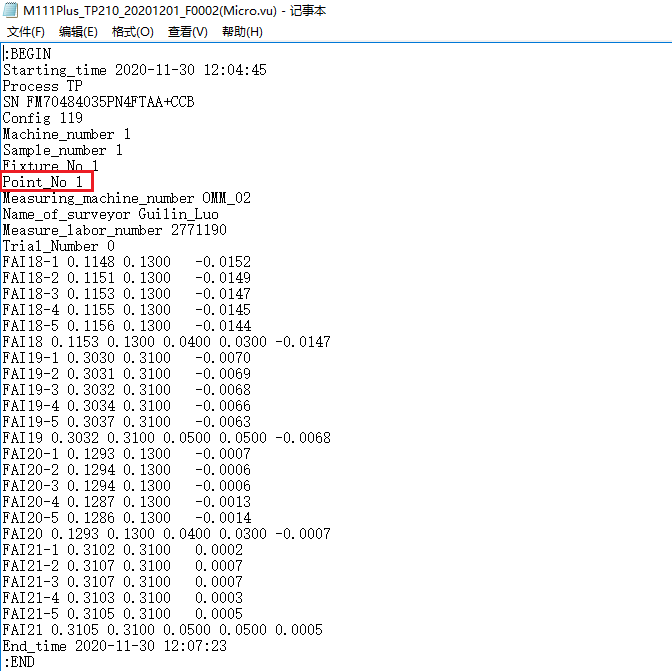 M111Plus_TP210_20201201_F0002(Micro.vu) - 记事本
文件(F) 编辑(E) 格式(O) 查看(V) 帮助(H)
:BEGIN
Starting_time 2020-11-30 12:04:45
Process TP
SN FM70484035PN4FTAA+CCB
Config 119
Machine_number 1
Sample_number 1
Fixture_No 1
Point_No 1
Measuring_machine_number OMM_02
Name_of_surveyor Guilin_Luo
Measure_labor_number 2771190
Trial_Number 0
FAI18-1 0.1148 0.1300 -0.0152
FAI18-2 0.1151 0.1300 -0.0149
FAI18-3 0.1153 0.1300 -0.0147
FAI18-4 0.1155 0.1300 -0.0145
FAI18-5 0.1156 0.1300 -0.0144
FAI18 0.1153 0.1300 0.0400 0.0300 -0.0147
FAI19-1 0.3030 0.3100 -0.0070
FAI19-2 0.3031 0.3100 -0.0069
FAI19-3 0.3032 0.3100 -0.0068
FAI19-4 0.3034 0.3100 -0.0066
FAI19-5 0.3037 0.3100 -0.0063
FAI19 0.3032 0.3100 0.0500 0.0500 -0.0068
FAI20-1 0.1293 0.1300 -0.0007
FAI20-2 0.1294 0.1300 -0.0006
FAI20-3 0.1294 0.1300 -0.0006
FAI20-4 0.1287 0.1300 -0.0013
FAI20-5 0.1286 0.1300 -0.0014
FAI20 0.1293 0.1300 0.0400 0.0300 -0.0007
FAI21-1 0.3102 0.3100 0.0002
FAI21-2 0.3107 0.3100 0.0007
FAI21-3 0.3107 0.3100 0.0007
FAI21-4 0.3103 0.3100 0.0003
FAI21-5 0.3105 0.3100 0.0005
FAI21 0.3105 0.3100 0.0500 0.0500 0.0005
End_time 2020-11-30 12:07:23
:END